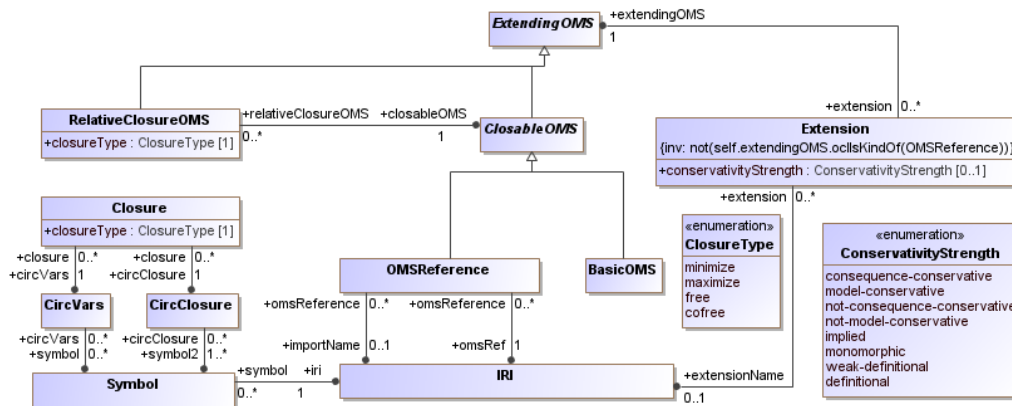 ExtendingOMS
+extendingOMS
1
RelativeClosureOMS
+closureType : ClosureType [1]
+relativeClosureOMS
0..*
+closableOMS
1
ClosableOMS
+extension
0..*
Extension
{inv: not(self.extendingOMS.oclIsKindOf(OMSReference))}
+conservativityStrength : ConservativityStrength [0..1]
+extension
0..*
Closure
+closureType : ClosureType [1]
+closure
0..*
+circVars
1
+closure
0..*
+circClosure
1
CircVars
CircClosure
+circVars
0..*
+symbol
0..*
+circClosure
0..*
+symbol2
1..*
Symbol
+symbol
0..*
+iri
1
OMSReference
BasicOMS
+omsReference
0..*
+importName
0..1
+omsReference
0..*
+omsRef
1
IRI
+extensionName
0..1
«enumeration»
ClosureType
minimize
maximize
free
cofree
«enumeration»
ConservativityStrength
consequence-conservative
model-conservative
not-consequence-conservative
not-model-conservative
implied
monomorphic
weak-definitional
definitional